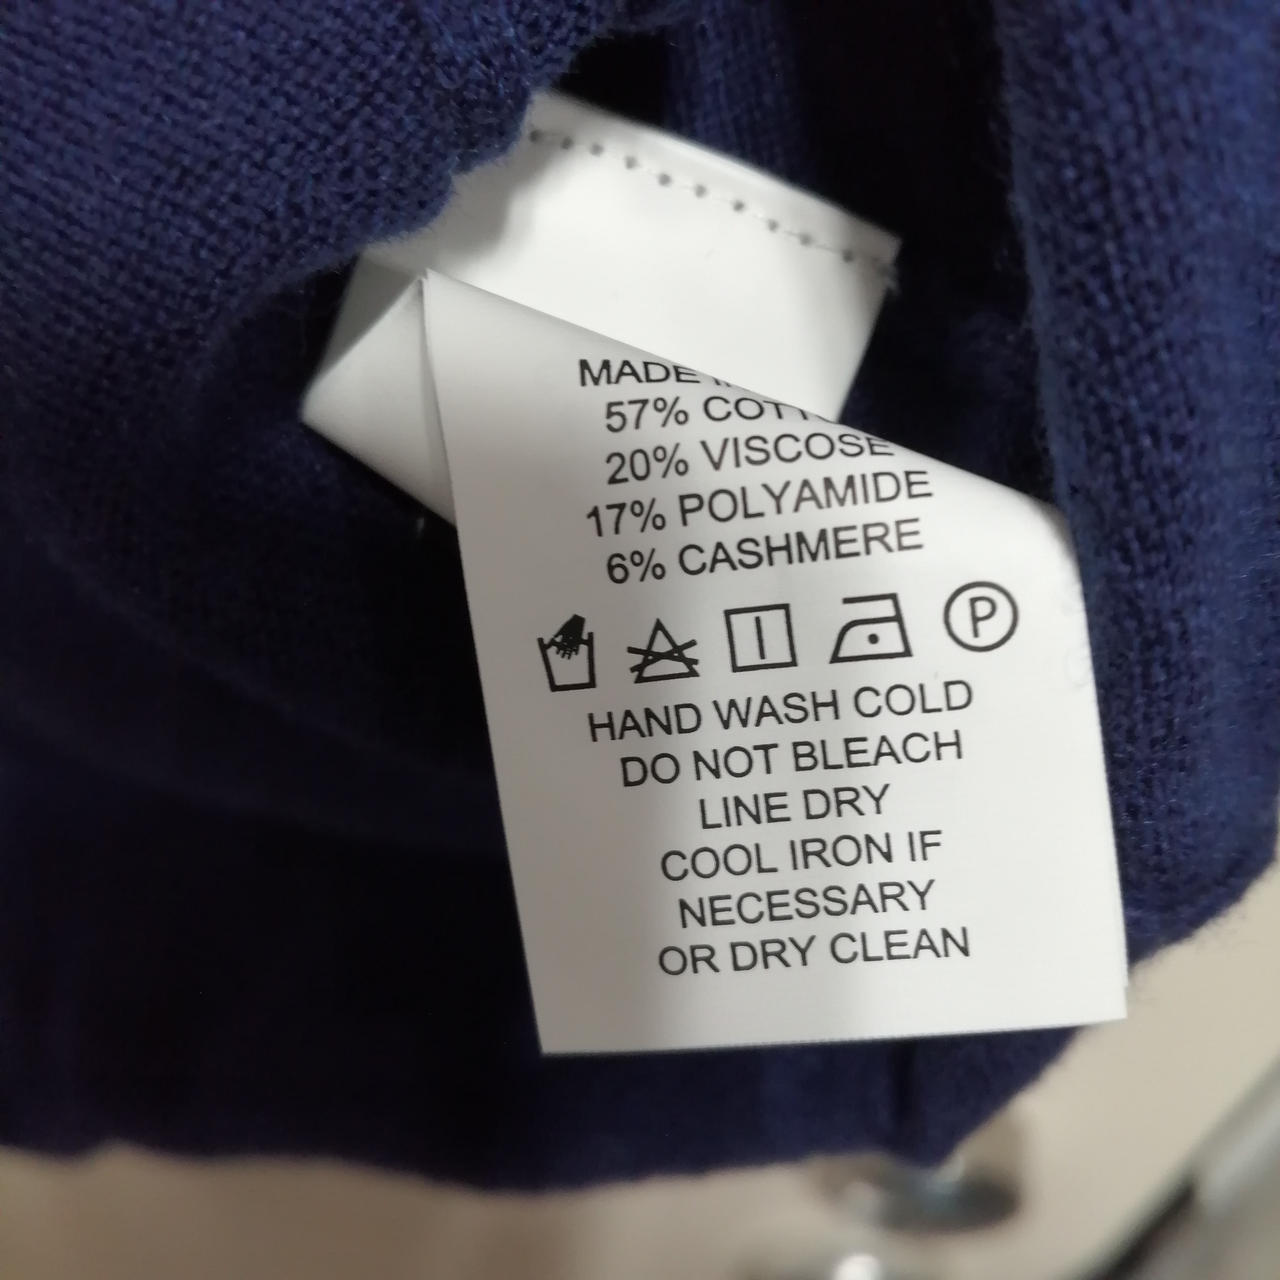 MADE
57% COTT
20% VISCOSE
17% POLYAMIDE
6% CASHMERE
P
HAND WASH COLD
DO NOT BLEACH
LINE DRY
COOL IRON IF
NECESSARY
OR DRY CLEAN